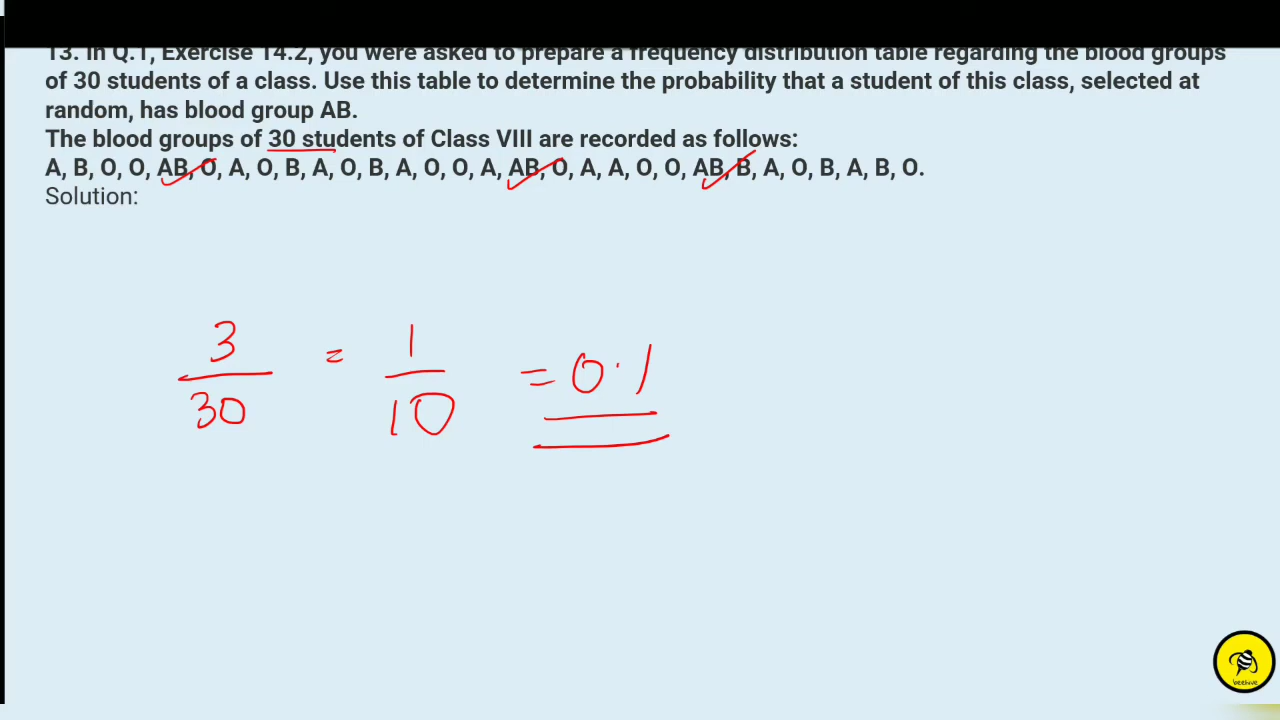 13. In Q.1, Exercise 14.2, you were asked to prepare a frequency distribution table regarding the blood groups
of 30 students of a class. Use this table to determine the probability that a student of this class, selected at
random, has blood group AB.
The blood groups of 30 students of Class VIII are recorded as follows:
A, B, O, O, AB, O, A, O, B, A, O, B, A, O, O, A, AB, O, A, A, O, O, AB, B, A, O, B, A, B, O.
Solution:
3/30 = 1/10 = 0.1
beehive